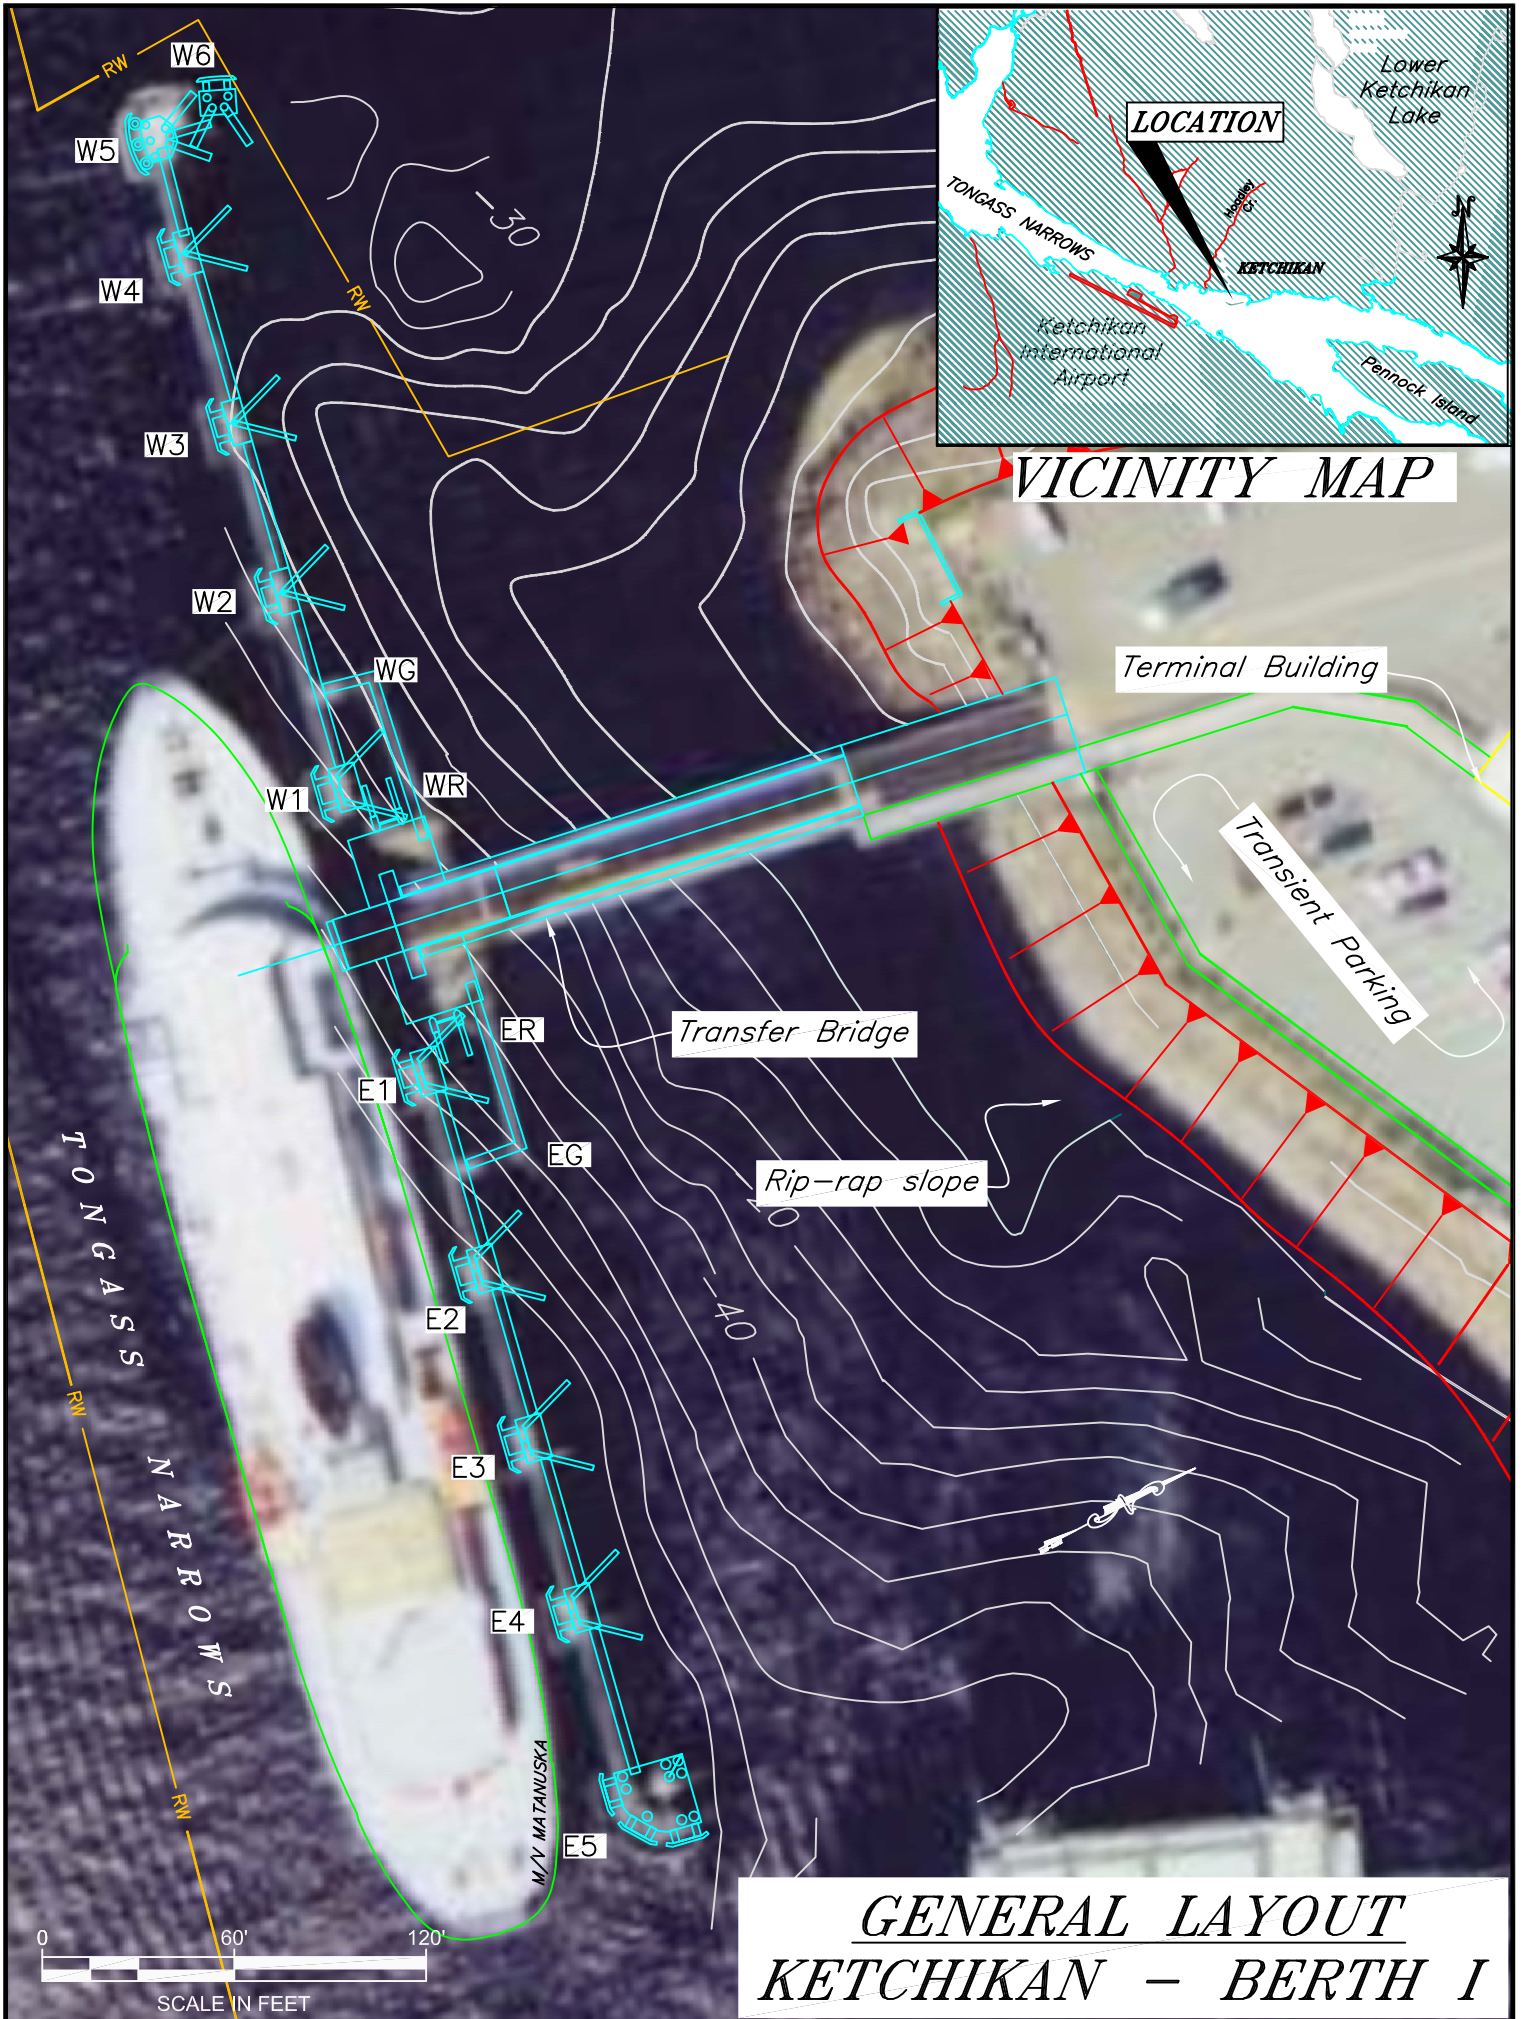 W6
RW
W5
-30
W4
RW
W3
W2
WG
WR
W1
LOCATION
Lower
Ketchikan
Lake
TONGASS NARROWS
Hoadley
Cr.
N
KETCHIKAN
Ketchikan
International
Airport
Pennock Island
VICINITY MAP
Terminal Building
Transient Parking
ER
Transfer Bridge
E1
EG
Rip-rap slope
-40
E2
TONGASS NARROWS
RW
E3
E4
RW
M/V MATANUSKA
E5
0 60' 120'
SCALE IN FEET
GENERAL LAYOUT
KETCHIKAN - BERTH I